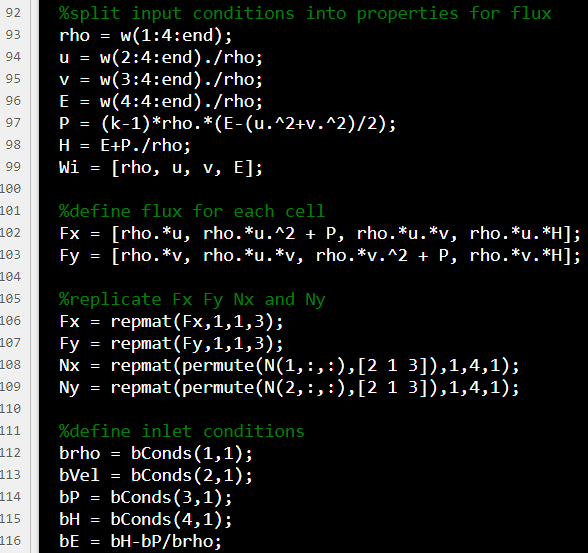 92 %split input conditions into properties for flux
93 rho = w(1:4:end);
94 u = w(2:4:end)./rho;
95 v = w(3:4:end)./rho;
96 E = w(4:4:end)./rho;
97 P = (k-1)*rho.*(E-(u.^2+v.^2)/2);
98 H = E+P./rho;
99 Wi = [rho, u, v, E];
100
101 %define flux for each cell
102 Fx = [rho.*u, rho.*u.^2 + P, rho.*u.*v, rho.*u.*H];
103 Fy = [rho.*v, rho.*u.*v, rho.*v.^2 + P, rho.*v.*H];
104
105 %replicate Fx Fy Nx and Ny
106 Fx = repmat(Fx,1,1,3);
107 Fy = repmat(Fy,1,1,3);
108 Nx = repmat(permute(N(1,:,:),[2 1 3]),1,4,1);
109 Ny = repmat(permute(N(2,:,:),[2 1 3]),1,4,1);
110
111 %define inlet conditions
112 brho = bConds(1,1);
113 bVel = bConds(2,1);
114 bP = bConds(3,1);
115 bH = bConds(4,1);
116 bE = bH-bP/brho;